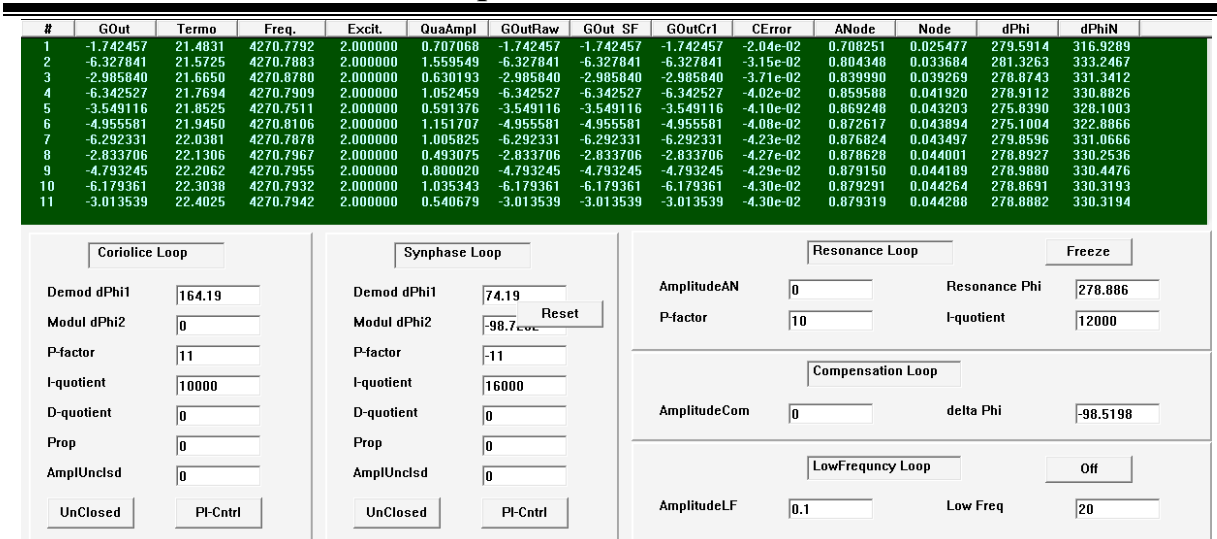 # GOut Termo Freq. Excit. QuaAmpl GOutRaw GOut SF GOutCr1 CError ANode Node dPhi dPhiN
1 -1.742457 21.4831 4270.7792 2.000000 0.707068 -1.742457 -1.742457 -1.742457 -2.04e-02 0.708251 0.025477 279.5914 316.9289
2 -6.327841 21.5725 4270.7883 2.000000 1.559549 -6.327841 -6.327841 -6.327841 -3.15e-02 0.804348 0.033684 281.3263 333.2467
3 -2.985840 21.6650 4270.8780 2.000000 0.630193 -2.985840 -2.985840 -2.985840 -3.71e-02 0.839990 0.039269 278.8743 331.3412
4 -6.342527 21.7694 4270.7909 2.000000 1.052459 -6.342527 -6.342527 -6.342527 -4.02e-02 0.859588 0.041920 278.9112 330.8826
5 -3.549116 21.8525 4270.7511 2.000000 0.591376 -3.549116 -3.549116 -3.549116 -4.10e-02 0.869248 0.043203 275.8390 328.1003
6 -4.955581 21.9450 4270.8106 2.000000 1.151707 -4.955581 -4.955581 -4.955581 -4.08e-02 0.872617 0.043894 275.1004 322.8866
7 -6.292331 22.0381 4270.7878 2.000000 1.005825 -6.292331 -6.292331 -6.292331 -4.23e-02 0.876824 0.043497 279.8596 331.0666
8 -2.833706 22.1306 4270.7967 2.000000 0.493075 -2.833706 -2.833706 -2.833706 -4.27e-02 0.878628 0.044001 278.8927 330.2536
9 -4.793245 22.2062 4270.7955 2.000000 0.800020 -4.793245 -4.793245 -4.793245 -4.29e-02 0.879150 0.044189 278.9880 330.4476
10 -6.179361 22.3038 4270.7932 2.000000 1.035343 -6.179361 -6.179361 -6.179361 -4.30e-02 0.879291 0.044264 278.8691 330.3193
11 -3.013539 22.4025 4270.7942 2.000000 0.540679 -3.013539 -3.013539 -3.013539 -4.30e-02 0.879319 0.044288 278.8882 330.3194
Coriolice Loop
Demod dPhi1 164.19
Modul dPhi2 0
P-factor 11
I-quotient 10000
D-quotient 0
Prop 0
AmplUnclsd 0
UnClosed PI-Cntrl
Synphase Loop
Demod dPhi1 74.19
Reset
Modul dPhi2
P-factor -11
I-quotient 16000
D-quotient 0
Prop 0
AmplUnclsd 0
UnClosed PI-Cntrl
Resonance Loop Freeze
AmplitudeAN 0 Resonance Phi 278.886
P-factor 10 I-quotient 12000
Compensation Loop
AmplitudeCom 0 delta Phi -98.5198
LowFrequncy Loop Off
AmplitudeLF 0.1 Low Freq 20